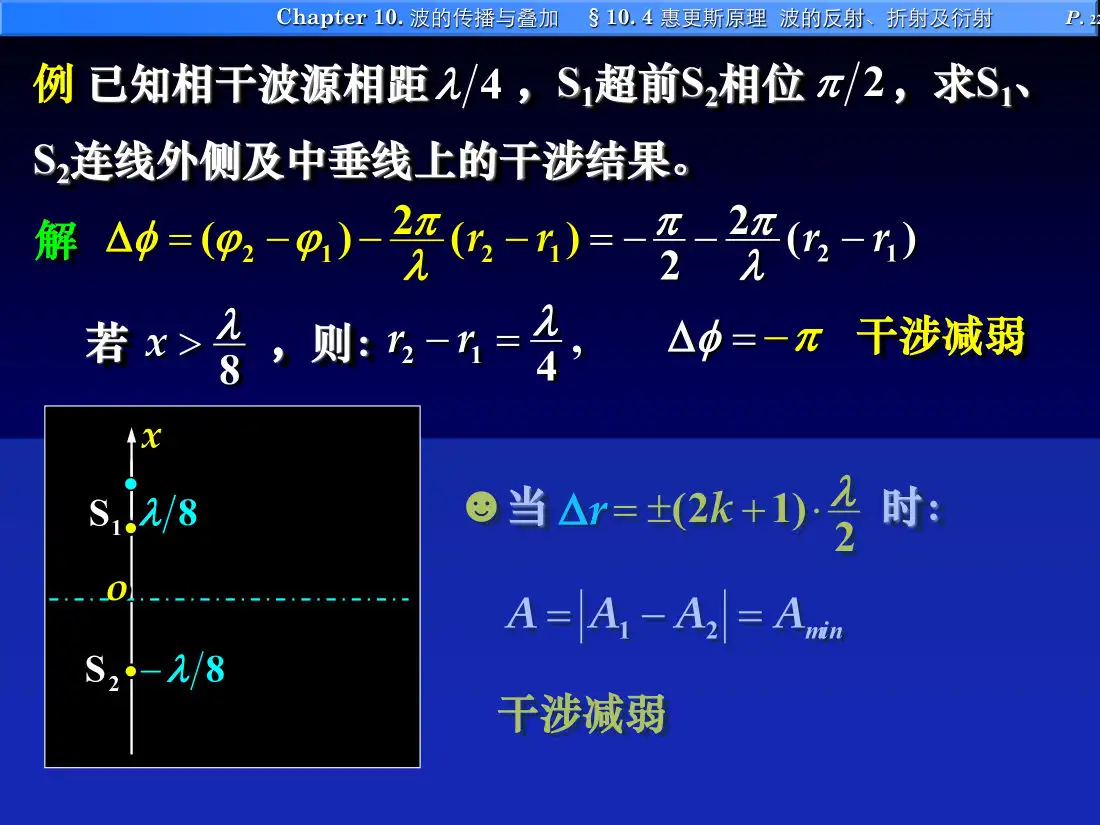 Chapter 10. 波的传播与叠加 §10. 4 惠更斯原理 波的反射、折射及衍射 P. 22
例 已知相干波源相距 λ/4 ，S₁超前S₂相位 π/2 ，求S₁、
S₂连线外侧及中垂线上的干涉结果。
解 Δϕ = (φ₂ − φ₁) − 2π/λ (r₂ − r₁) = − π/2 − 2π/λ (r₂ − r₁)
若 x > λ/8 ，则：r₂ − r₁ = λ/4 , Δϕ = −π 干涉减弱
x
S₁ λ/8
o
S₂ −λ/8
☻当 Δr = ±(2k + 1) · λ/2 时：
A = |A₁ − A₂| = Amin
干涉减弱